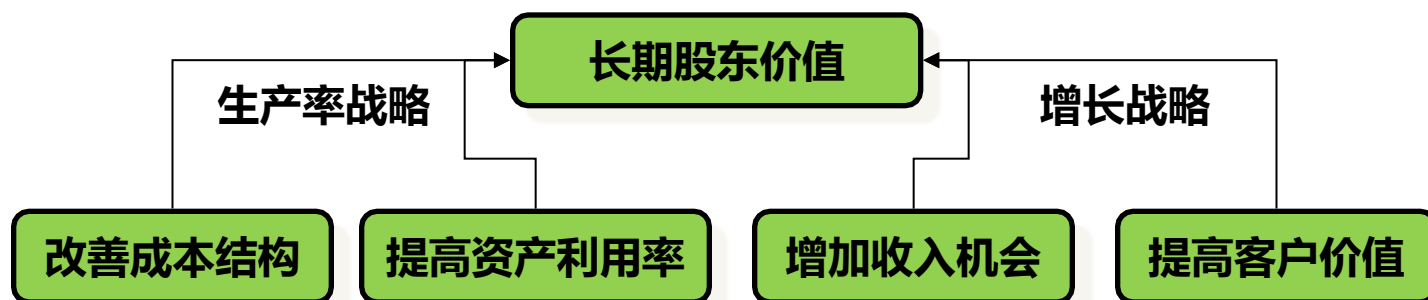 长期股东价值
生产率战略
增长战略
改善成本结构
提高资产利用率
增加收入机会
提高客户价值